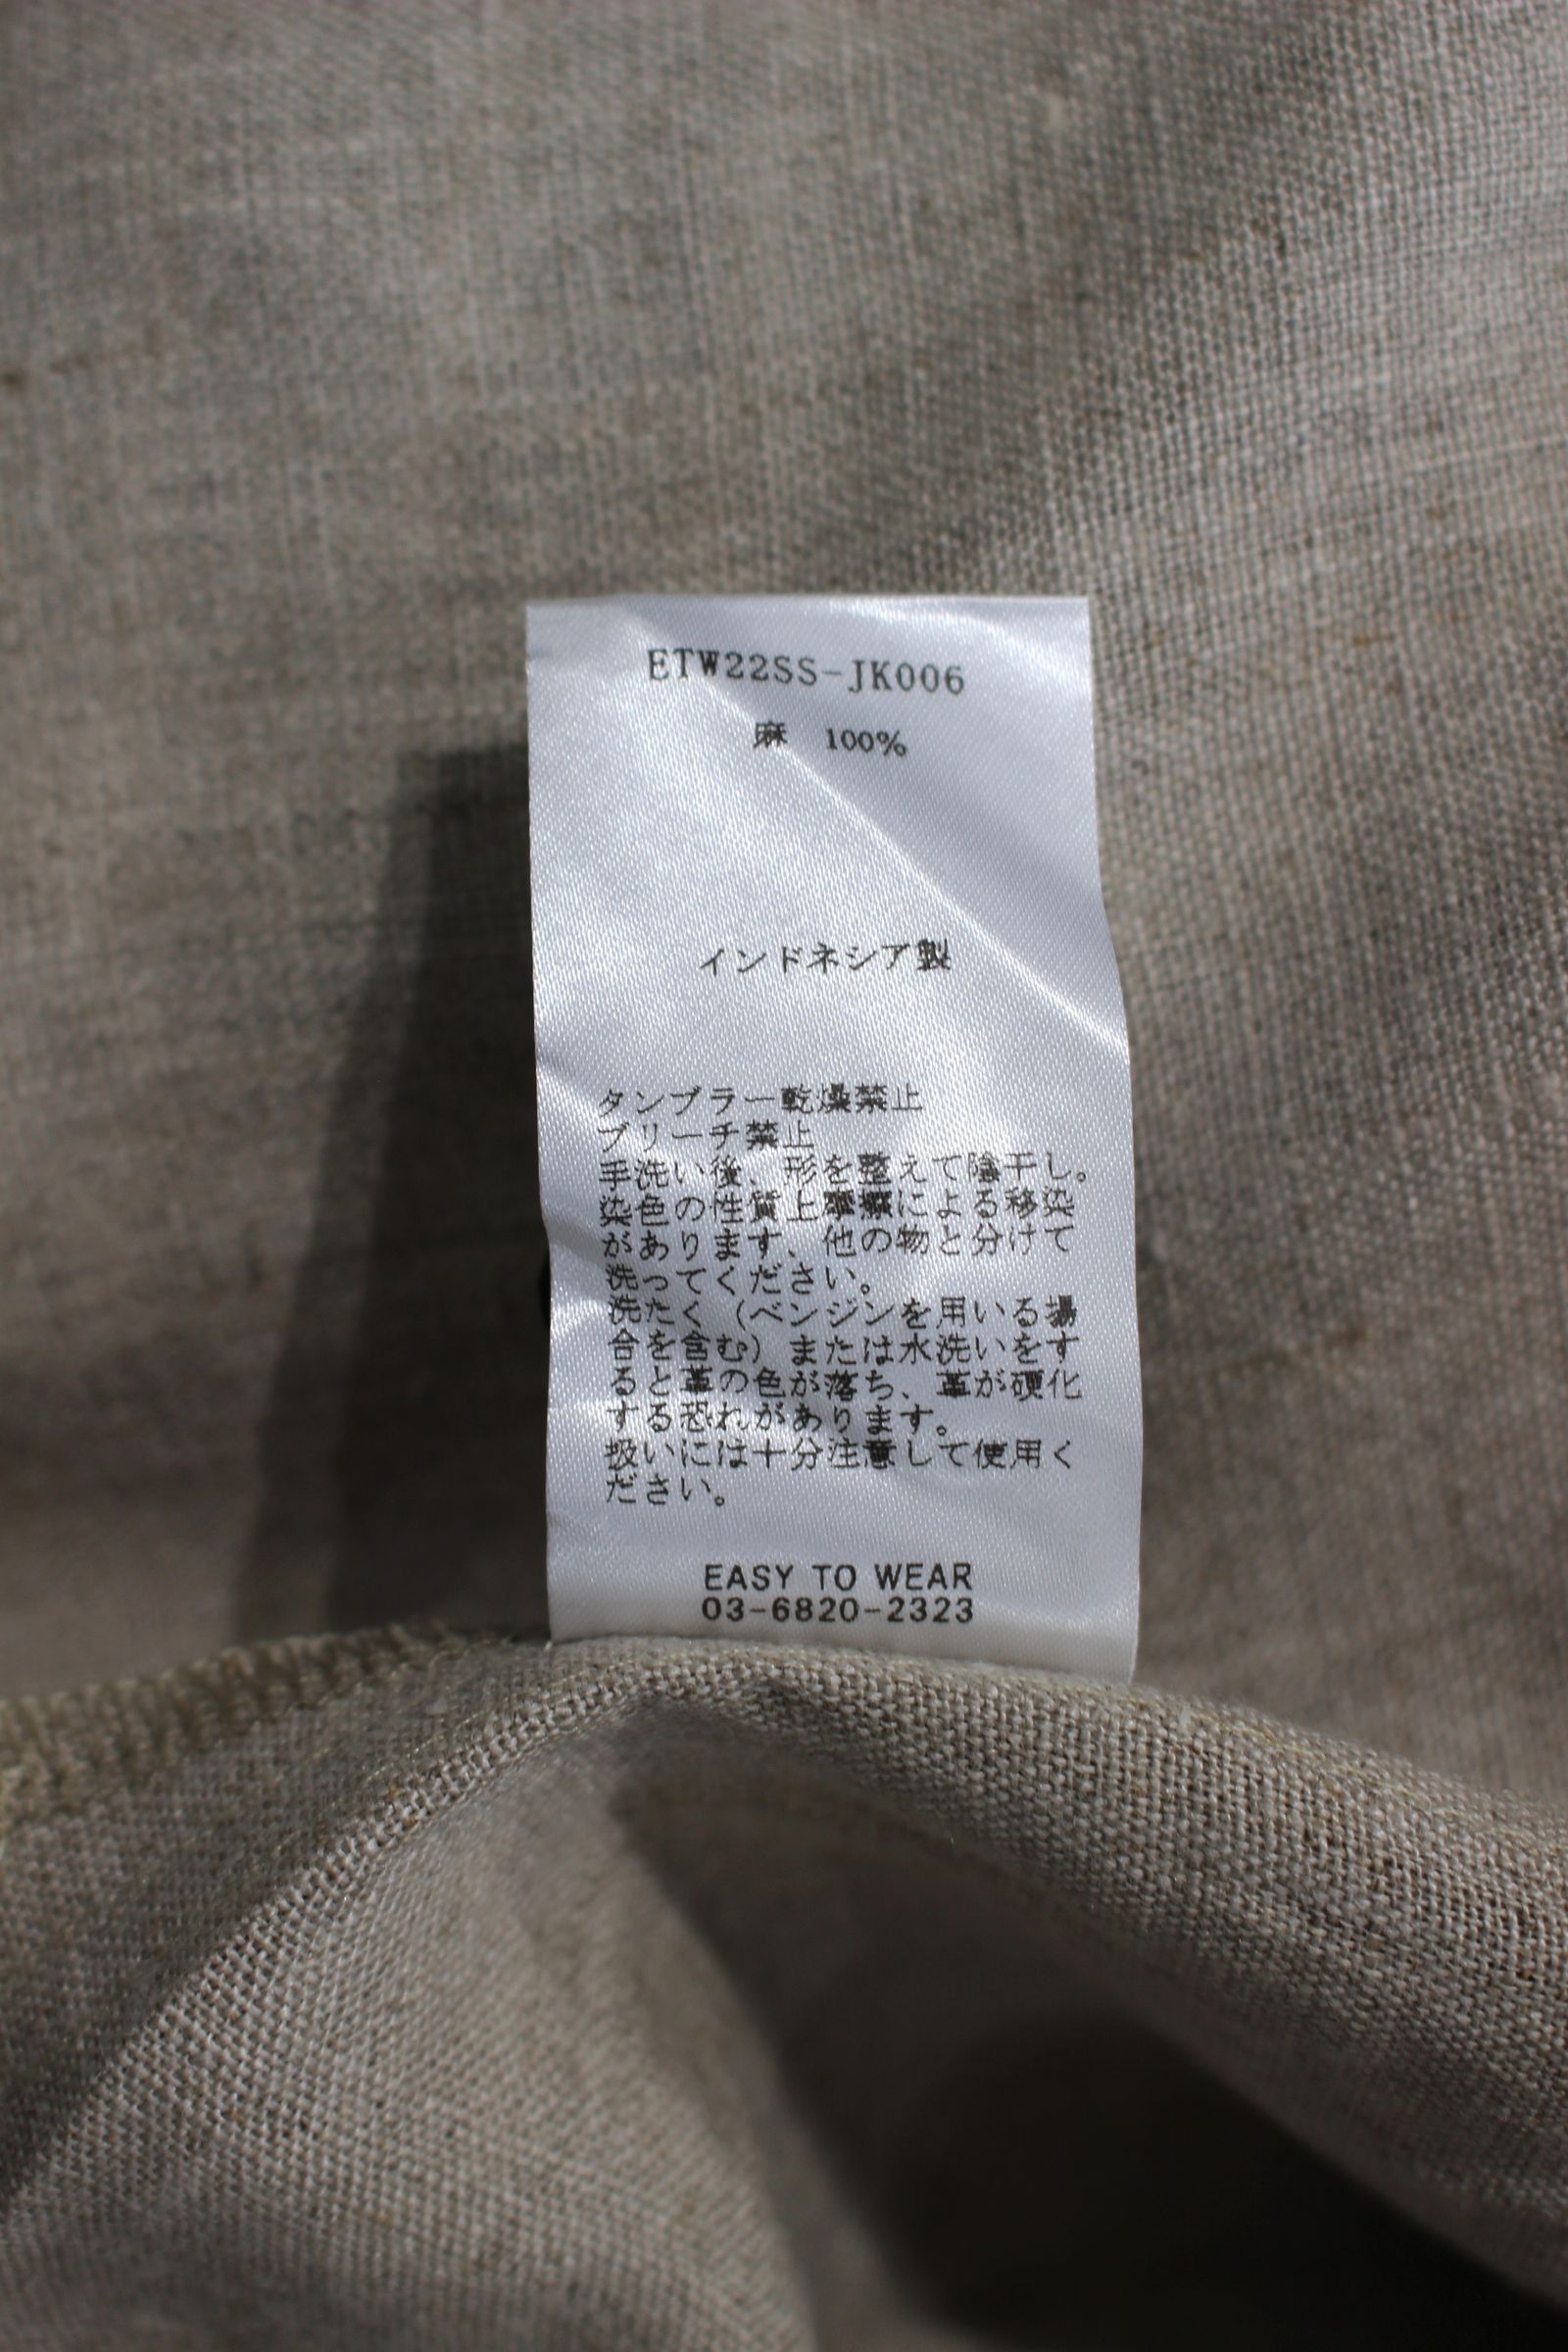 ETW22SS-JK006
麻 100%
インドネシア製
タンブラー乾燥禁止
ブリーチ禁止
手洗い後、形を整えて陰干し。
染色の性質上摩擦による移染
があります、他の物と分けて
洗ってください。
洗たく（ベンジンを用いる場
合を含む）または水洗いをす
ると革の色が落ち、革が硬化
する恐れがあります。
扱いには十分注意して使用く
ださい。
EASY TO WEAR
03-6820-2323